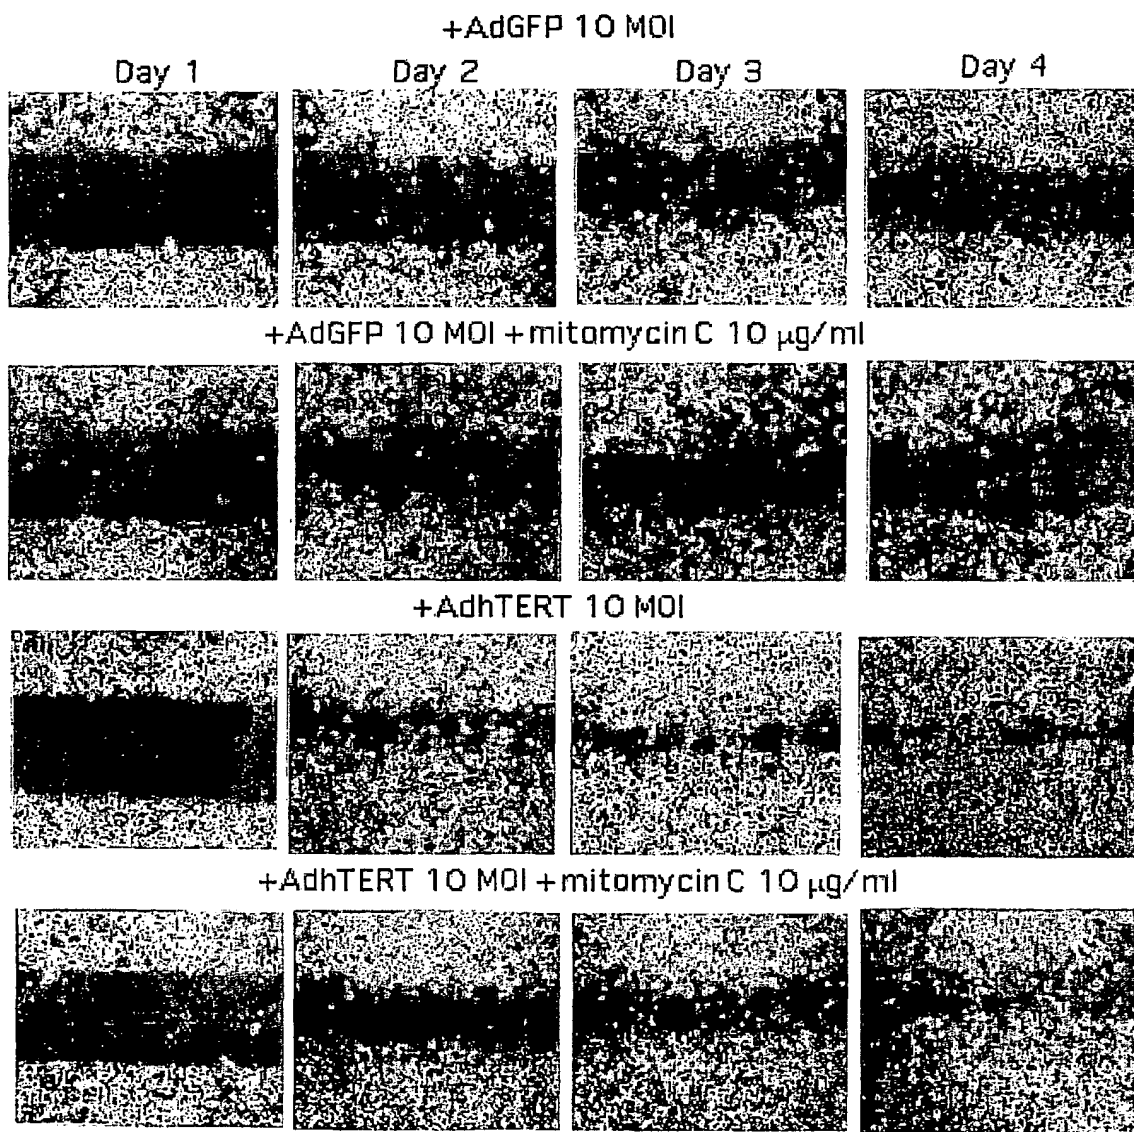 +AdGFP 10 MOI
Day 1 Day 2 Day 3 Day 4
+AdGFP 10 MOI +mitomycin C 10 µg/ml
+AdhTERT 10 MOI
+AdhTERT 10 MOI +mitomycin C 10 µg/ml